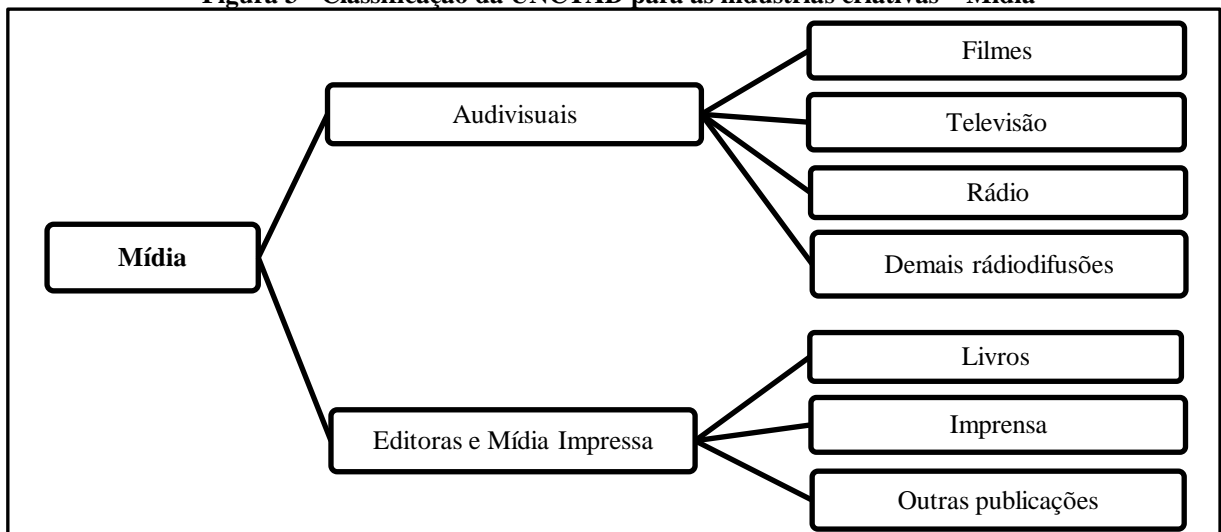 Figura - Classificação da UNCTAD para as indústrias criativas – Mídia
Mídia
Audivisuais
Filmes
Televisão
Rádio
Demais rádiodifusões
Editoras e Mídia Impressa
Livros
Imprensa
Outras publicações